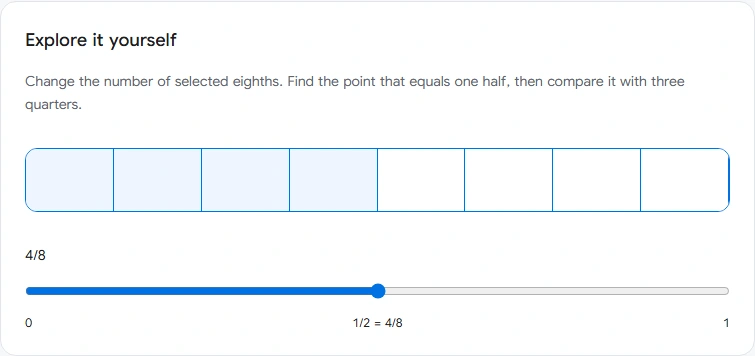 Explore it yourself
Change the number of selected eighths. Find the point that equals one half, then compare it with three
quarters.
4/8
0
1/2 = 4/8
1